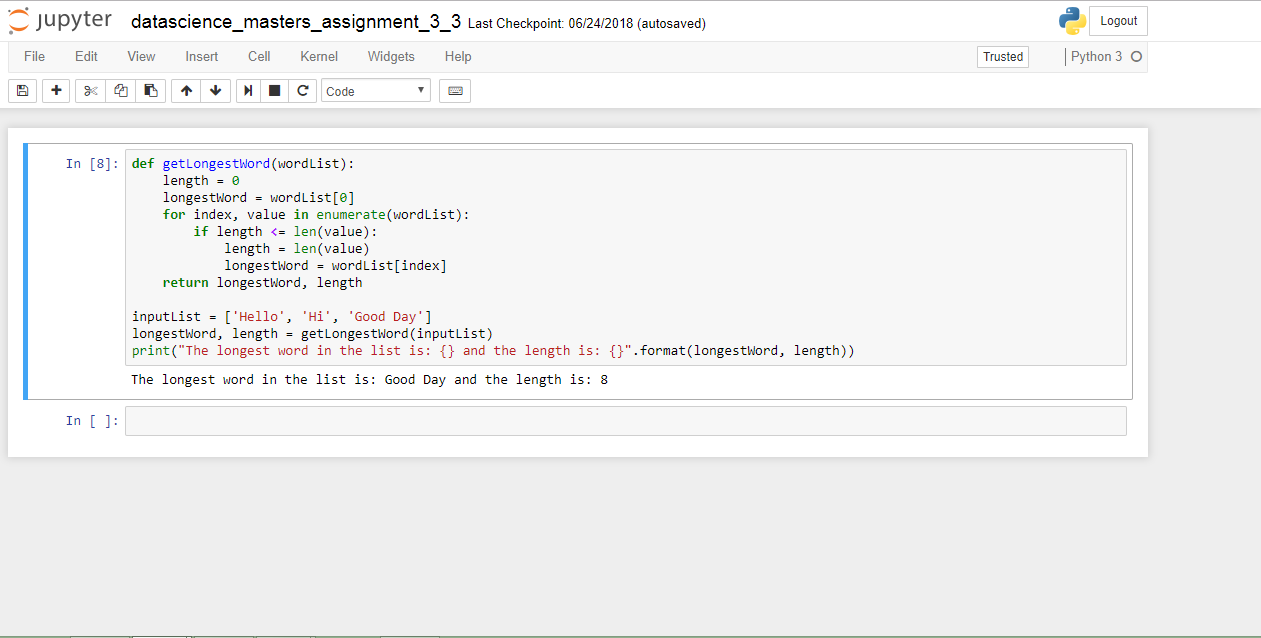 jupyter datascience_masters_assignment_3_3 Last Checkpoint: 06/24/2018 (autosaved) Logout
File Edit View Insert Cell Kernel Widgets Help Trusted Python 3
Code
In [8]: def getLongestWord(wordList):
    length = 0
    longestWord = wordList[0]
    for index, value in enumerate(wordList):
        if length <= len(value):
            length = len(value)
            longestWord = wordList[index]
    return longestWord, length
inputList = ['Hello', 'Hi', 'Good Day']
longestWord, length = getLongestWord(inputList)
print("The longest word in the list is: {} and the length is: {}".format(longestWord, length))
The longest word in the list is: Good Day and the length is: 8
In [ ]: